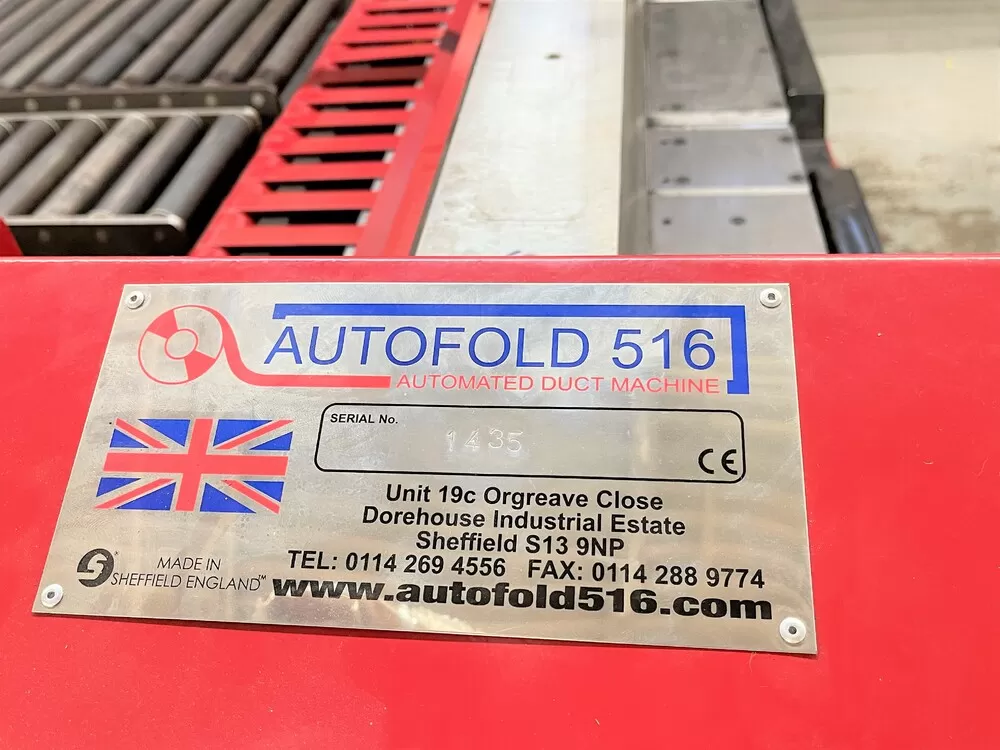 AUTOFOLD 516
AUTOMATED DUCT MACHINE
SERIAL No.
1435
CE
Unit 19c Orgreave Close
Dorehouse Industrial Estate
Sheffield S13 9NP
TEL: 0114 269 4556 FAX: 0114 288 9774
www.autofold516.com
MADE IN
SHEFFIELD ENGLAND™